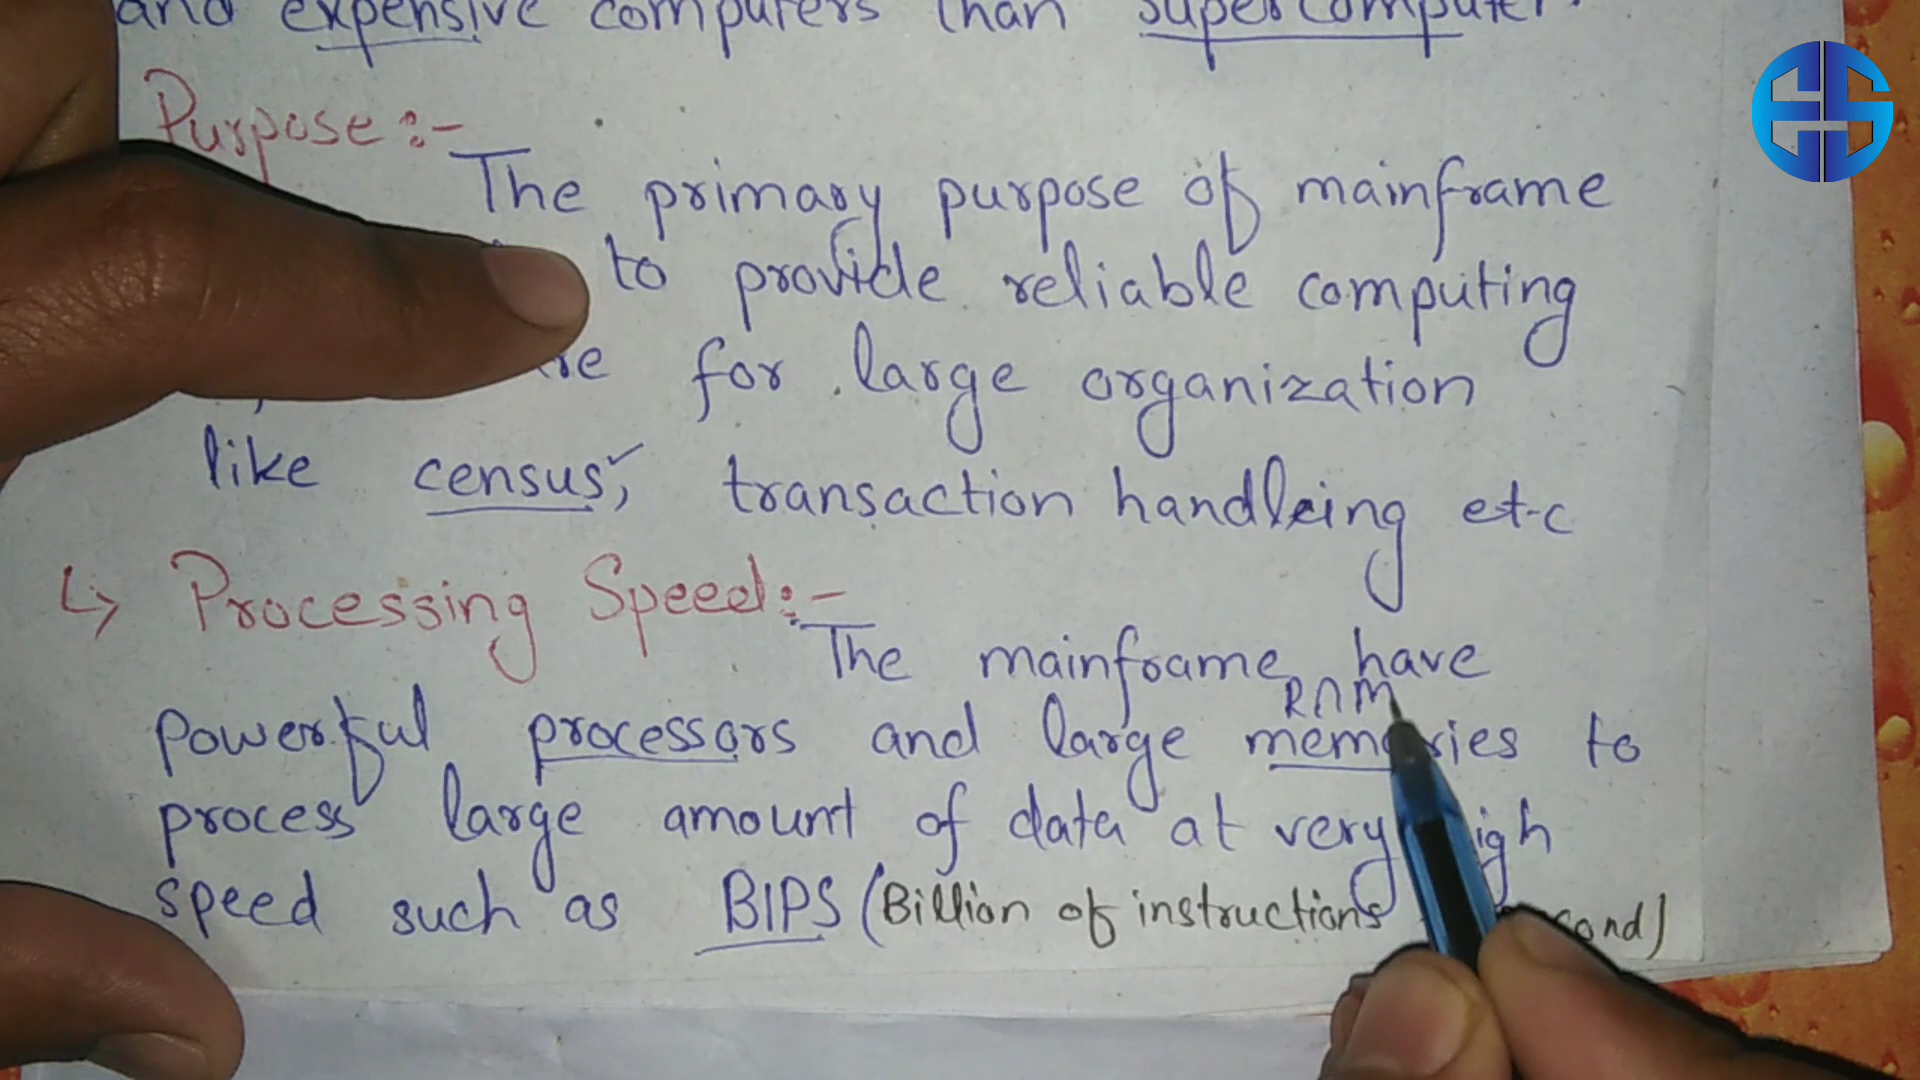 and expensive computers than supercomputer.
Purpose :-
The primary purpose of mainframe
to provide reliable computing
for large organization
like census, transaction handleing etc
↳ Processing Speed :-
The mainframe have
RAM
powerful processors and large memories to
process large amount of data at very high
speed such as BIPS (Billion of instructions